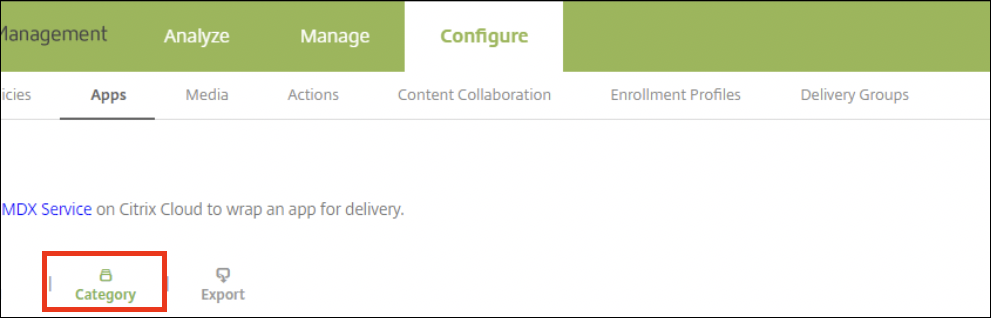 Management Analyze Manage Configure
icies Apps Media Actions Content Collaboration Enrollment Profiles Delivery Groups
MDX Service on Citrix Cloud to wrap an app for delivery.
Category Export